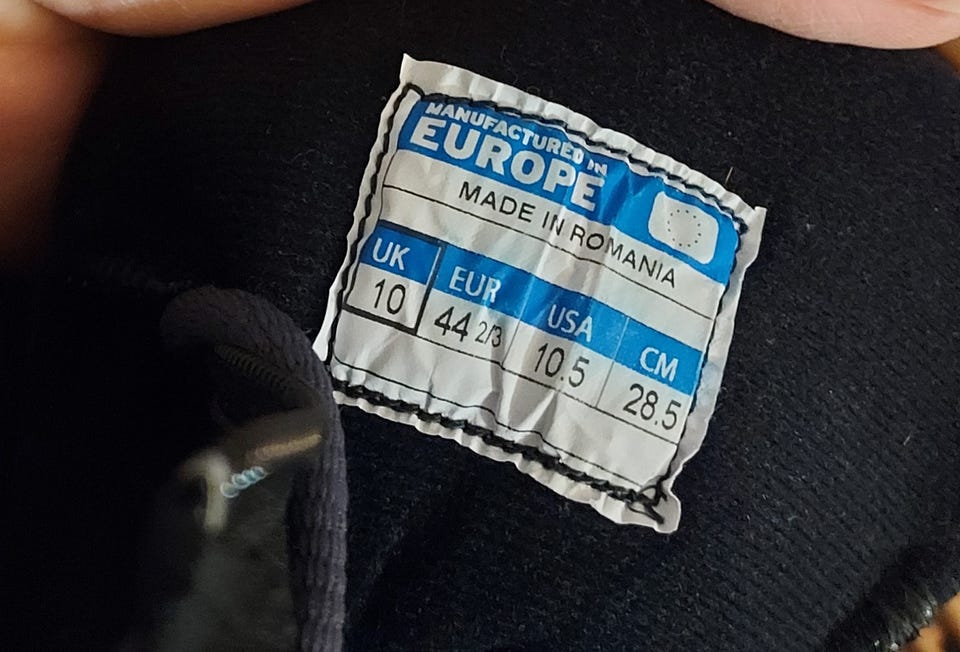 MANUFACTURED IN
EUROPE
MADE IN ROMANIA
UK EUR USA CM
10 44 2/3 10.5 28.5